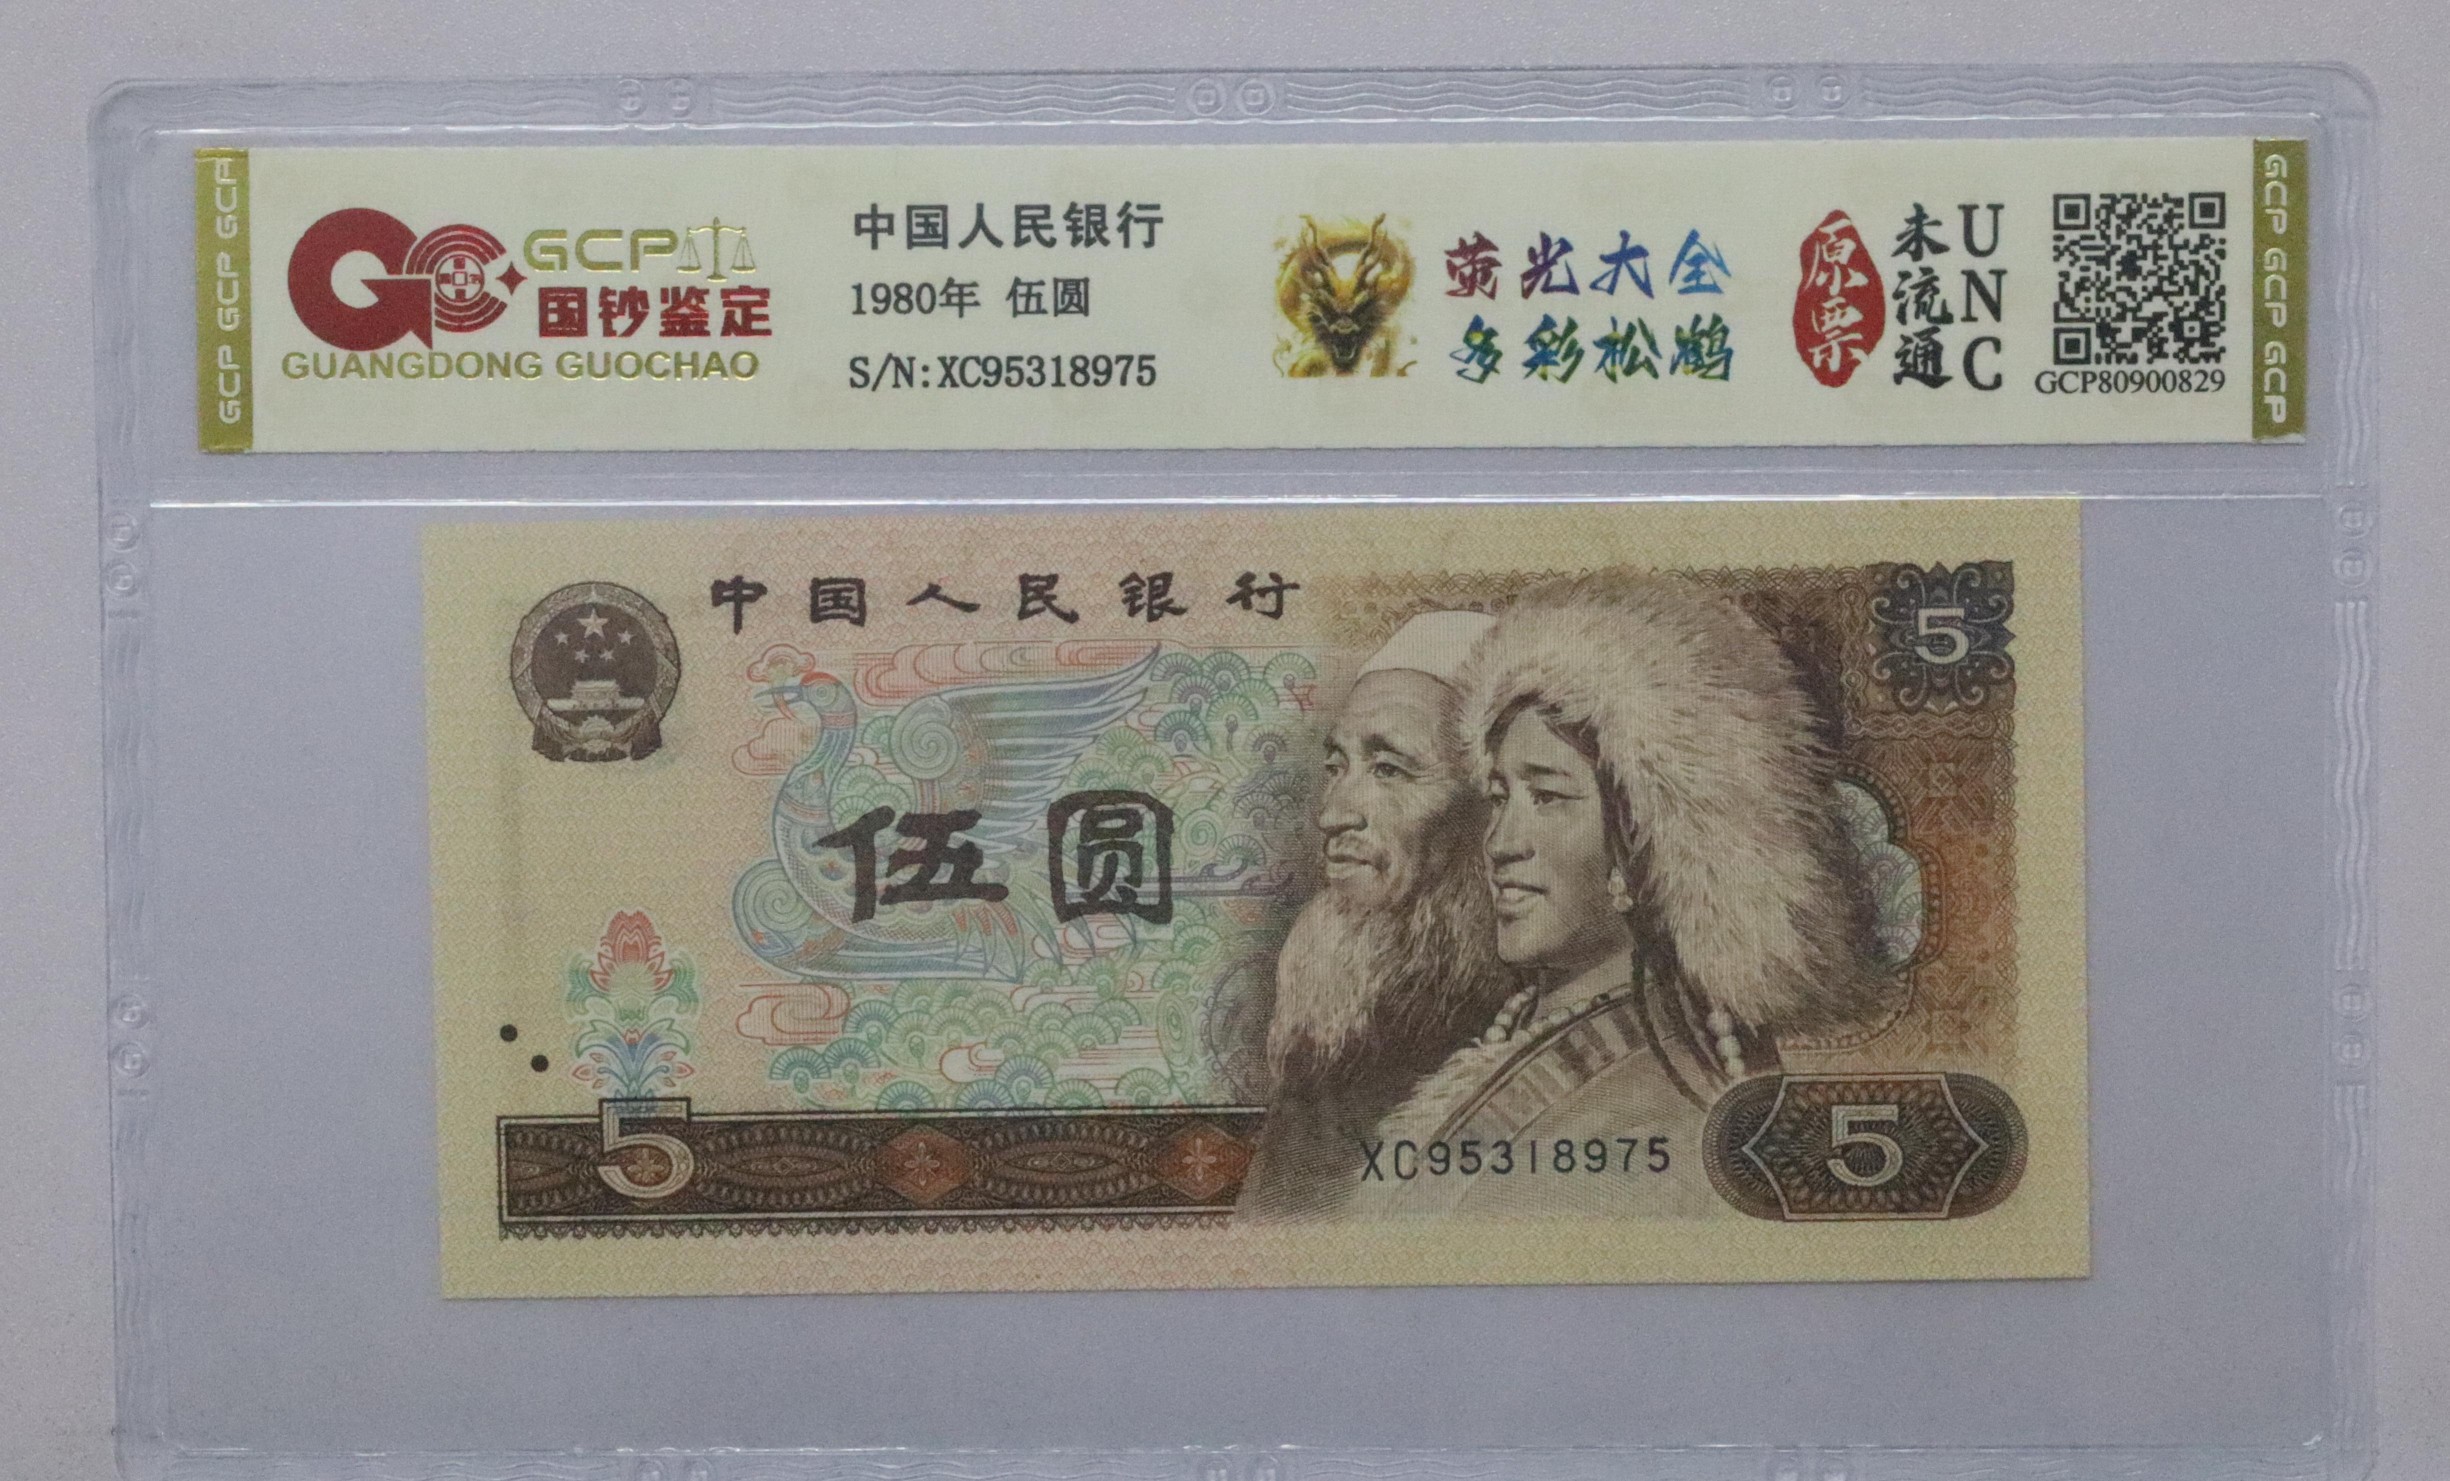 GCP GCP GCP
GCP
国钞鉴定
GUANGDONG GUOCHAO
中国人民银行
1980年 伍圆
S/N:XC95318975
荧光大全
多彩松鹤
原票
未流通
UNC
GCP80900829
GCP GCP GCP
中国人民银行
5
伍圆
5
XC95318975
5